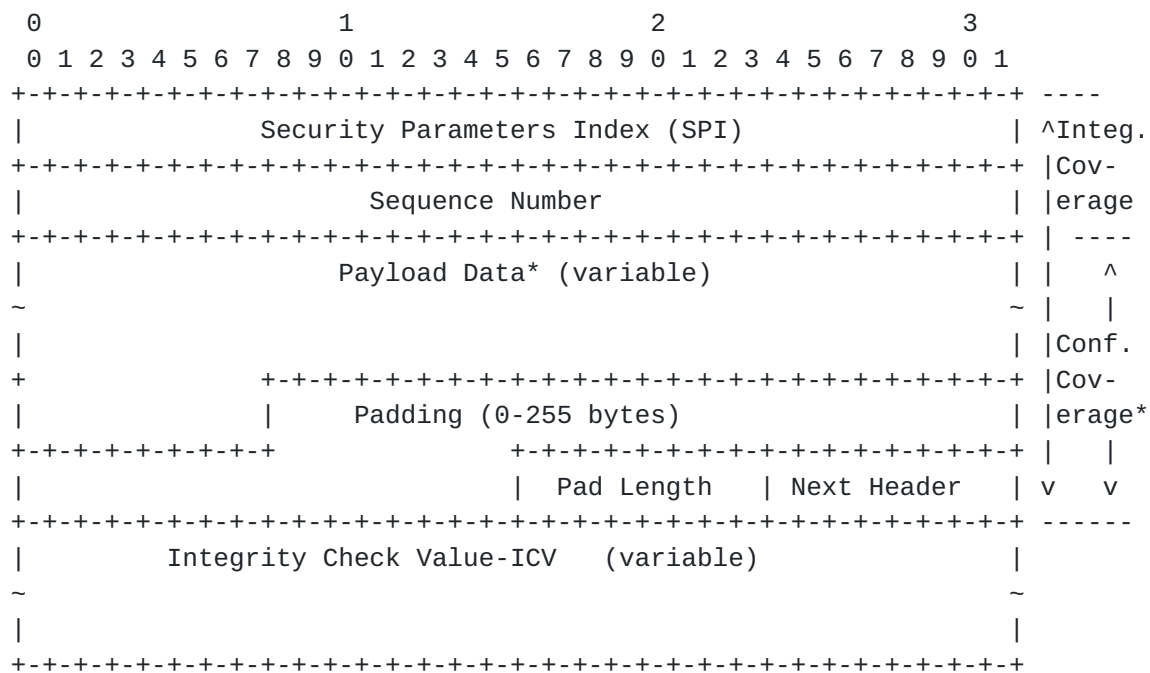 0                   1                   2                   3
 0 1 2 3 4 5 6 7 8 9 0 1 2 3 4 5 6 7 8 9 0 1 2 3 4 5 6 7 8 9 0 1
+-+-+-+-+-+-+-+-+-+-+-+-+-+-+-+-+-+-+-+-+-+-+-+-+-+-+-+-+-+-+-+-+ ----
|               Security Parameters Index (SPI)                 | ^Integ.
+-+-+-+-+-+-+-+-+-+-+-+-+-+-+-+-+-+-+-+-+-+-+-+-+-+-+-+-+-+-+-+-+ |Cov-
|                      Sequence Number                          | |erage
+-+-+-+-+-+-+-+-+-+-+-+-+-+-+-+-+-+-+-+-+-+-+-+-+-+-+-+-+-+-+-+-+ | ----
|                    Payload Data* (variable)                   | |   ^
~                                                               ~ |   |
|                                                               | |Conf.
+               +-+-+-+-+-+-+-+-+-+-+-+-+-+-+-+-+-+-+-+-+-+-+-+-+ |Cov-
|               |     Padding (0-255 bytes)                     | |erage*
+-+-+-+-+-+-+-+-+               +-+-+-+-+-+-+-+-+-+-+-+-+-+-+-+-+ |   |
|                               |  Pad Length   | Next Header   | v   v
+-+-+-+-+-+-+-+-+-+-+-+-+-+-+-+-+-+-+-+-+-+-+-+-+-+-+-+-+-+-+-+-+ ------
|         Integrity Check Value-ICV   (variable)                |
~                                                               ~
|                                                               |
+-+-+-+-+-+-+-+-+-+-+-+-+-+-+-+-+-+-+-+-+-+-+-+-+-+-+-+-+-+-+-+-+